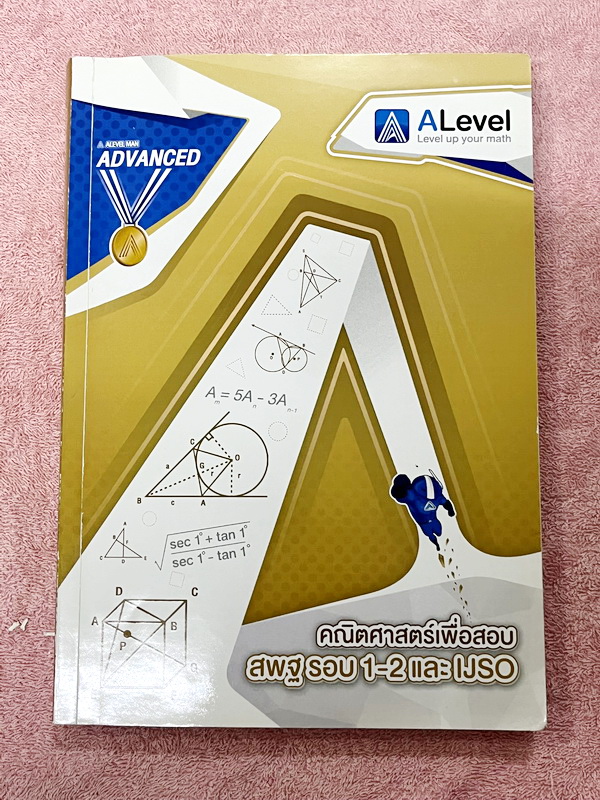 ALEVEL MAN
ADVANCED
ALevel
Level up your math
A
B
C
A
Aₘ = 5Aₙ - 3Aₙ₋₁
C
a
G
O
r
r
B
c
A
A
F
C
D
E
√(sec 1° + tan 1° / sec 1° - tan 1°)
D
C
A
B
P
G
คณิตศาสตร์เพื่อสอบ
สพฐ รอบ 1-2 และ IJSO